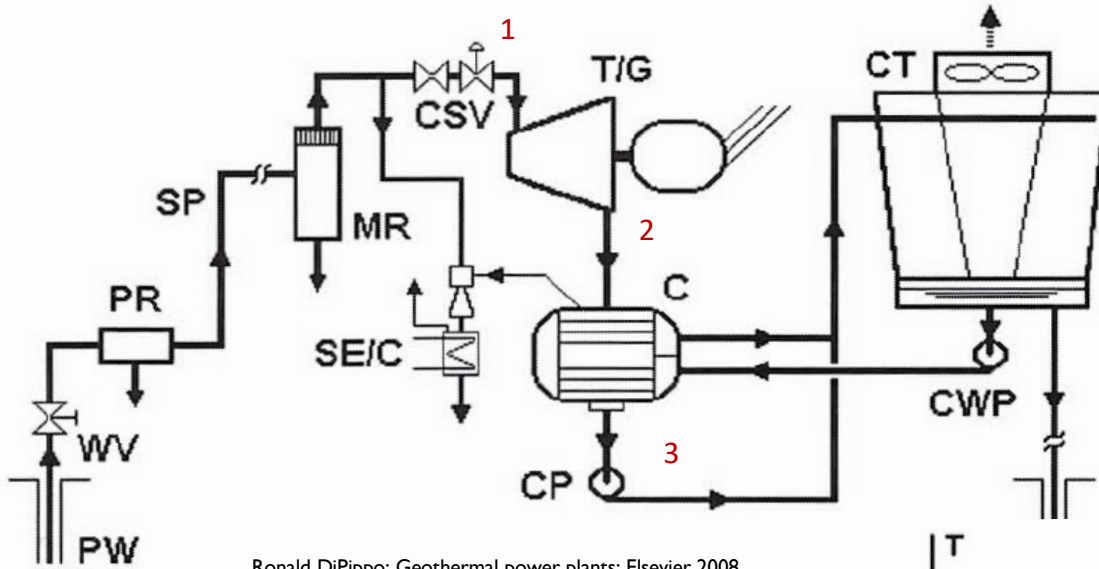 1
T/G
CT
CSV
SP
MR
2
PR
C
SE/C
CWP
WV
3
CP
PW
T
Ronald DiPippo: Geothermal power plants; Elsevier 2008